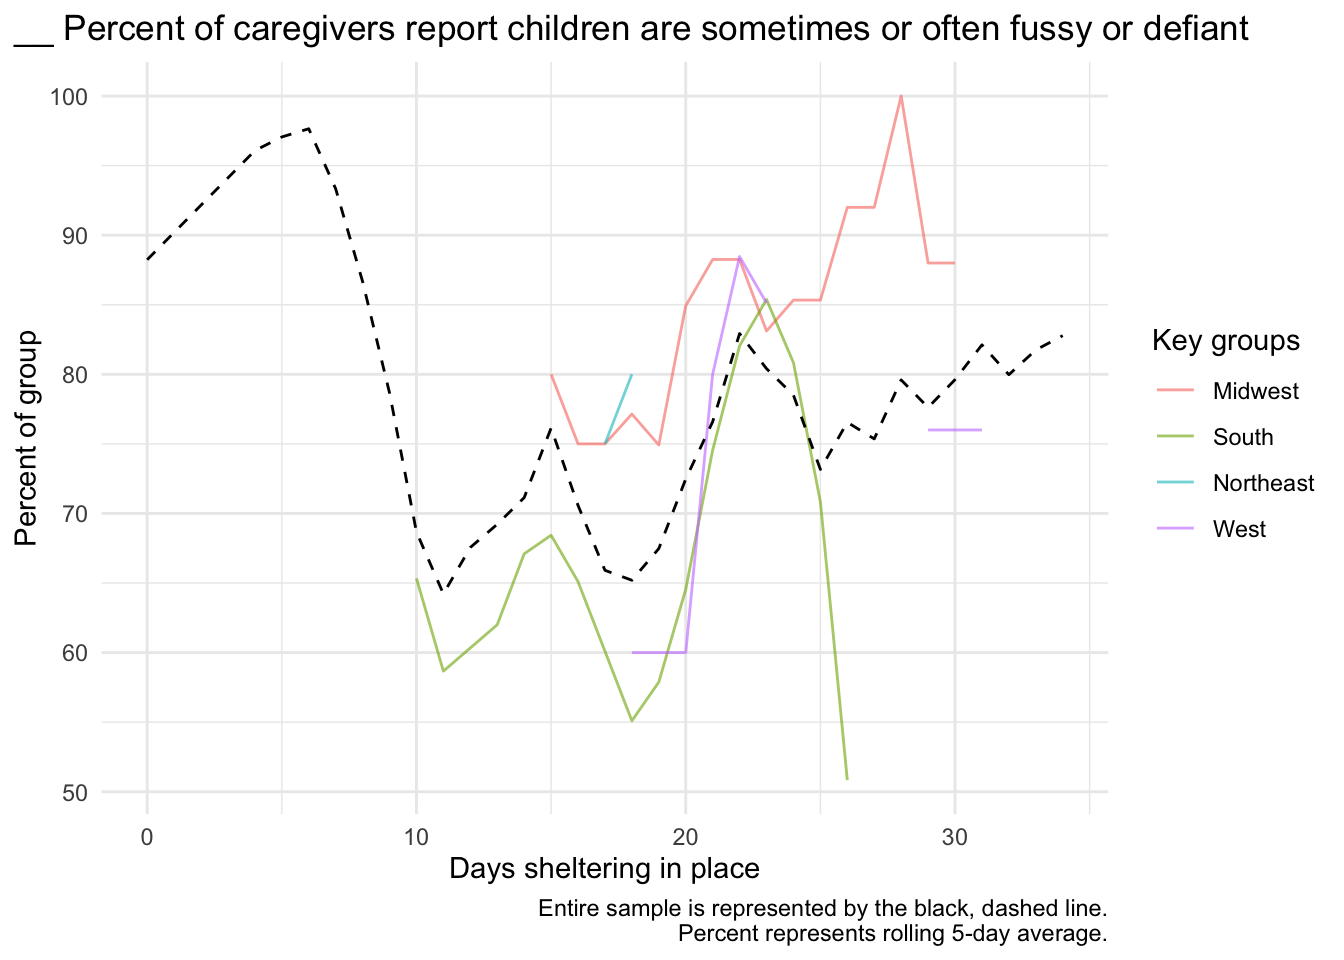 __ Percent of caregivers report children are sometimes or often fussy or defiant
100
90
80
70
60
50
Percent of group
0 10 20 30
Days sheltering in place
Key groups
Midwest
South
Northeast
West
Entire sample is represented by the black, dashed line.
Percent represents rolling 5-day average.